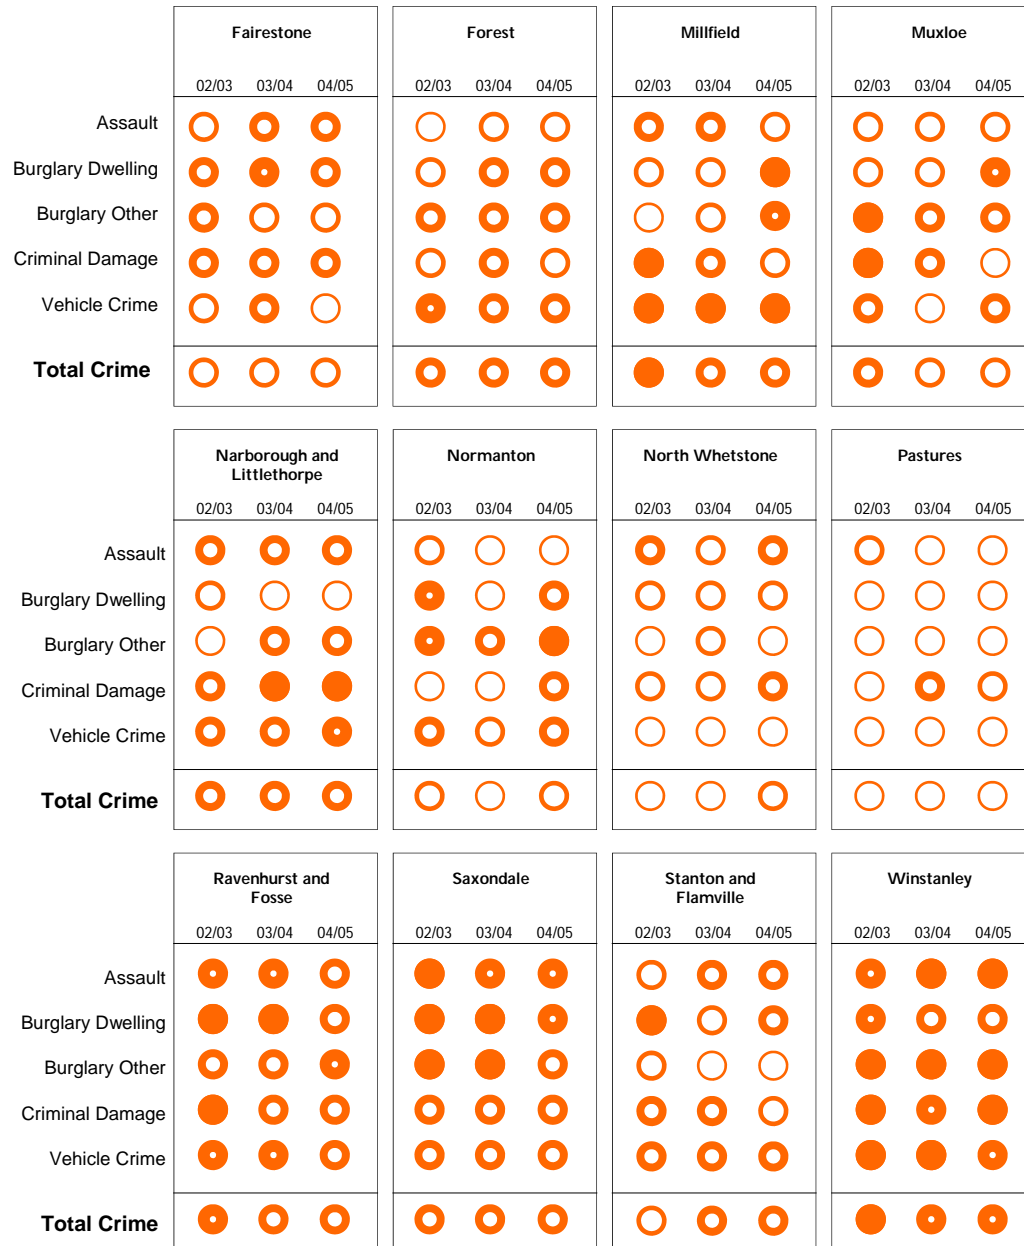 Fairestone Forest Millfield Muxloe
02/03 03/04 04/05 02/03 03/04 04/05 02/03 03/04 04/05 02/03 03/04 04/05
Assault
Burglary Dwelling
Burglary Other
Criminal Damage
Vehicle Crime
Total Crime
Narborough and Normanton North Whetstone Pastures
Littlethorpe
02/03 03/04 04/05 02/03 03/04 04/05 02/03 03/04 04/05 02/03 03/04 04/05
Assault
Burglary Dwelling
Burglary Other
Criminal Damage
Vehicle Crime
Total Crime
Ravenhurst and Saxondale Stanton and Winstanley
Fosse Flamville
02/03 03/04 04/05 02/03 03/04 04/05 02/03 03/04 04/05 02/03 03/04 04/05
Assault
Burglary Dwelling
Burglary Other
Criminal Damage
Vehicle Crime
Total Crime